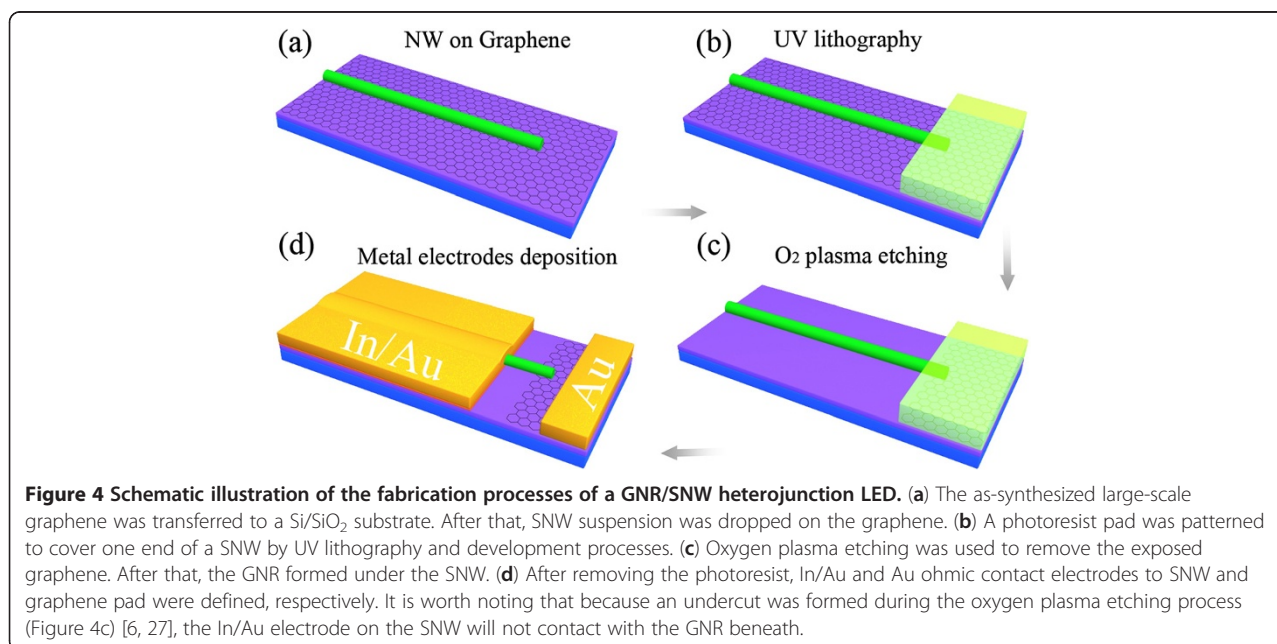 (a) NW on Graphene
(b) UV lithography
(d) Metal electrodes deposition
(c) O₂ plasma etching
In/Au
Au
Figure 4 Schematic illustration of the fabrication processes of a GNR/SNW heterojunction LED. (a) The as-synthesized large-scale
graphene was transferred to a Si/SiO₂ substrate. After that, SNW suspension was dropped on the graphene. (b) A photoresist pad was patterned
to cover one end of a SNW by UV lithography and development processes. (c) Oxygen plasma etching was used to remove the exposed
graphene. After that, the GNR formed under the SNW. (d) After removing the photoresist, In/Au and Au ohmic contact electrodes to SNW and
graphene pad were defined, respectively. It is worth noting that because an undercut was formed during the oxygen plasma etching process
(Figure 4c) [6, 27], the In/Au electrode on the SNW will not contact with the GNR beneath.